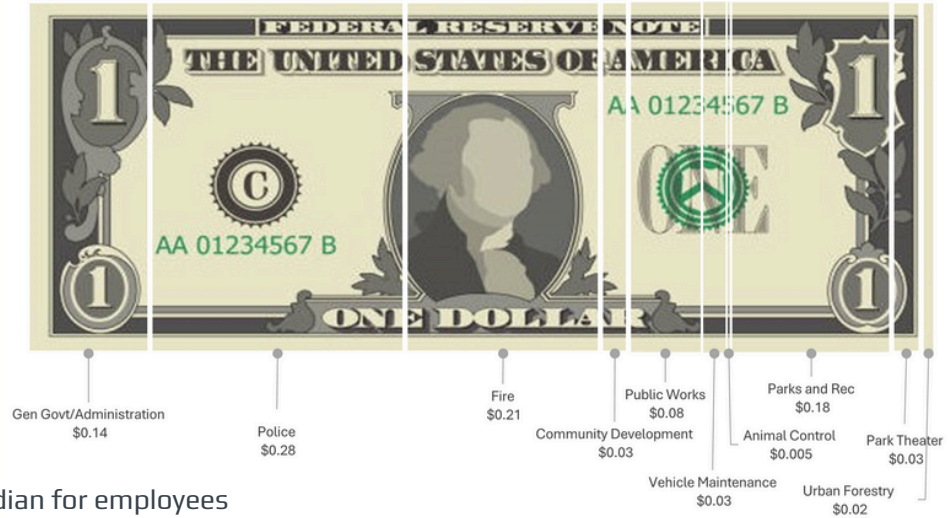 FEDERAL RESERVE NOTE
THE UNITED STATES OF AMERICA
1
1
AA 01234567 B
C
ONE
AA 01234567 B
1
1
ONE DOLLAR
Gen Govt/Administration
$0.14
Police
$0.28
Fire
$0.21
Community Development
$0.03
Public Works
$0.08
Vehicle Maintenance
$0.03
Animal Control
$0.005
Parks and Rec
$0.18
Park Theater
$0.03
Urban Forestry
$0.02
dian for employees